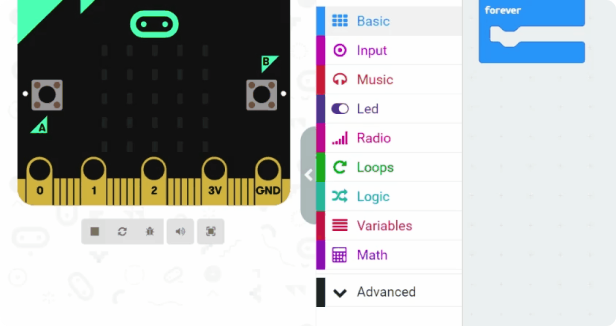 forever
Basic
Input
Music
Led
Radio
Loops
Logic
Variables
Math
Advanced
B
A
0 1 2 3V GND